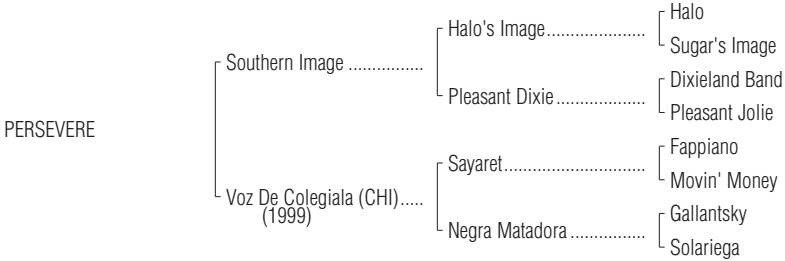 Halo
Halo's Image......................
Sugar's Image
Southern Image ................
Dixieland Band
Pleasant Dixie....................
Pleasant Jolie
PERSEVERE
Fappiano
Sayaret..............................
Movin' Money
Voz De Colegiala (CHI).....
(1999)
Gallantsky
Negra Matadora ................
Solariega